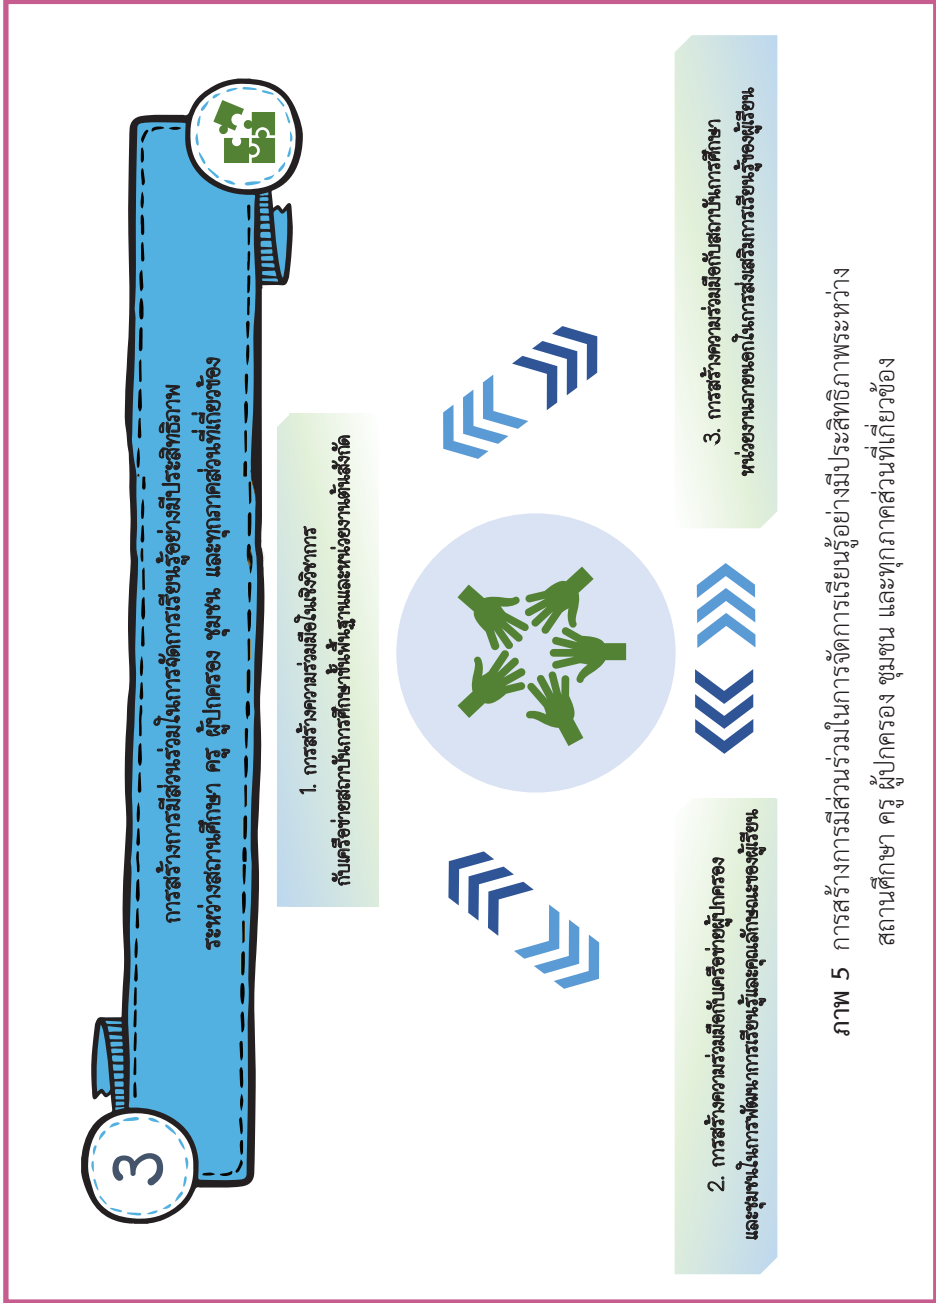 3
การสร้างการมีส่วนร่วมในการจัดการเรียนรู้อย่างมีประสิทธิภาพ
ระหว่างสถานศึกษา ครู ผู้ปกครอง ชุมชน และทุกภาคส่วนที่เกี่ยวข้อง
1. การสร้างความร่วมมือในเชิงวิชาการ
กับเครือข่ายสถาบันการศึกษาขั้นพื้นฐานและหน่วยงานต้นสังกัด
2. การสร้างความร่วมมือกับเครือข่ายผู้ปกครอง
และชุมชนในการพัฒนาการเรียนรู้และคุณลักษณะของผู้เรียน
3. การสร้างความร่วมมือกับสถาบันการศึกษา
หน่วยงานภายนอกในการส่งเสริมการเรียนรู้ของผู้เรียน
ภาพ 5 การสร้างการมีส่วนร่วมในการจัดการเรียนรู้อย่างมีประสิทธิภาพระหว่าง
สถานศึกษา ครู ผู้ปกครอง ชุมชน และทุกภาคส่วนที่เกี่ยวข้อง